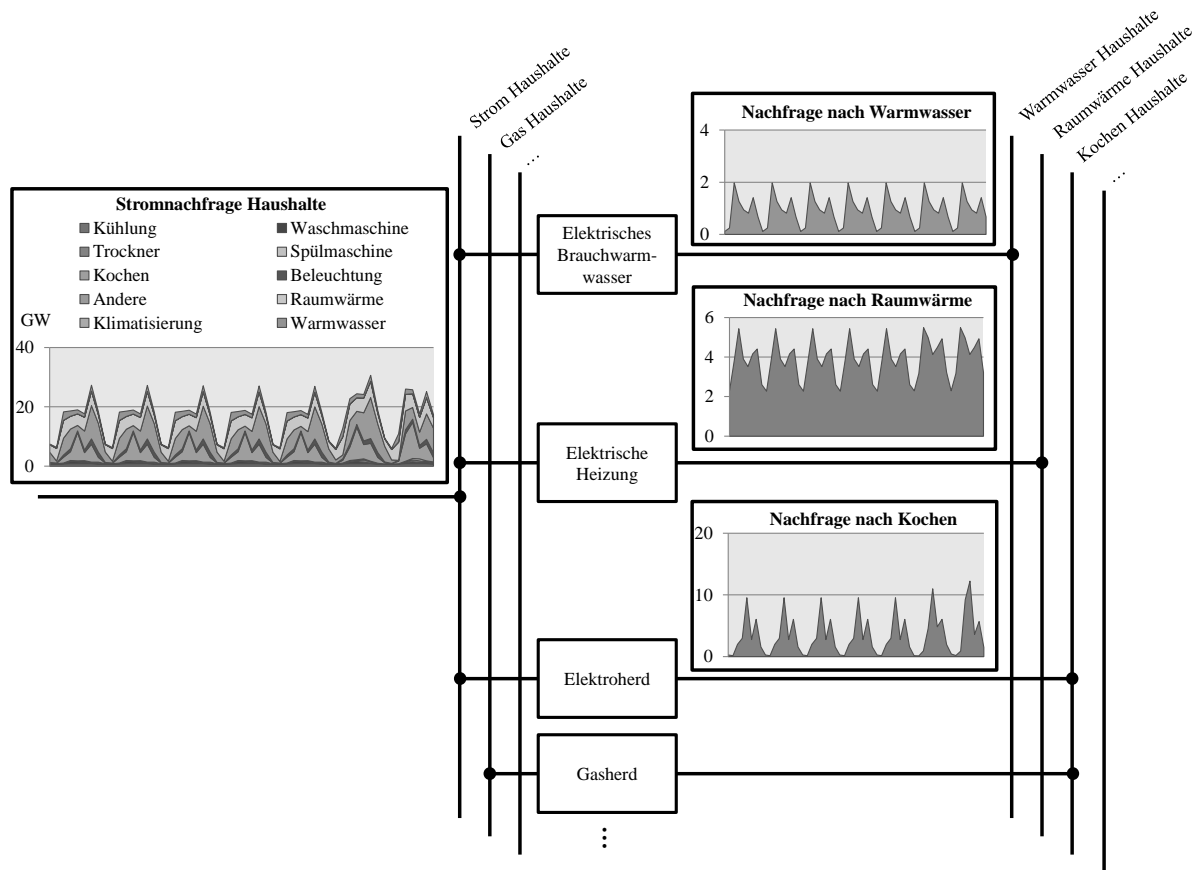 Strom Haushalte
Gas Haushalte
…
Warmwasser Haushalte
Raumwärme Haushalte
Kochen Haushalte
…
Stromnachfrage Haushalte
Kühlung
Waschmaschine
Trockner
Spülmaschine
Kochen
Beleuchtung
Andere
Raumwärme
Klimatisierung
Warmwasser
GW
40
20
0
Nachfrage nach Warmwasser
4
2
0
Elektrisches
Brauchwarm-
wasser
Nachfrage nach Raumwärme
6
4
2
0
Elektrische
Heizung
Nachfrage nach Kochen
20
10
0
Elektroherd
Gasherd
…